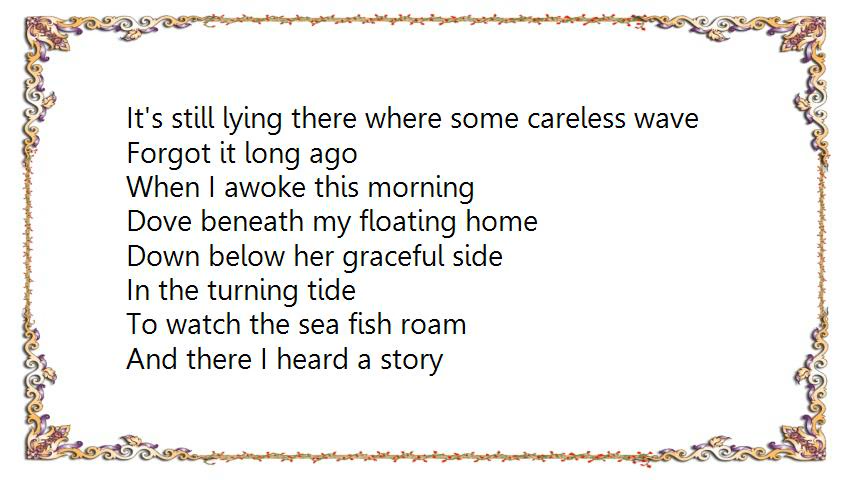 It's still lying there where some careless wave
Forgot it long ago
When I awoke this morning
Dove beneath my floating home
Down below her graceful side
In the turning tide
To watch the sea fish roam
And there I heard a story